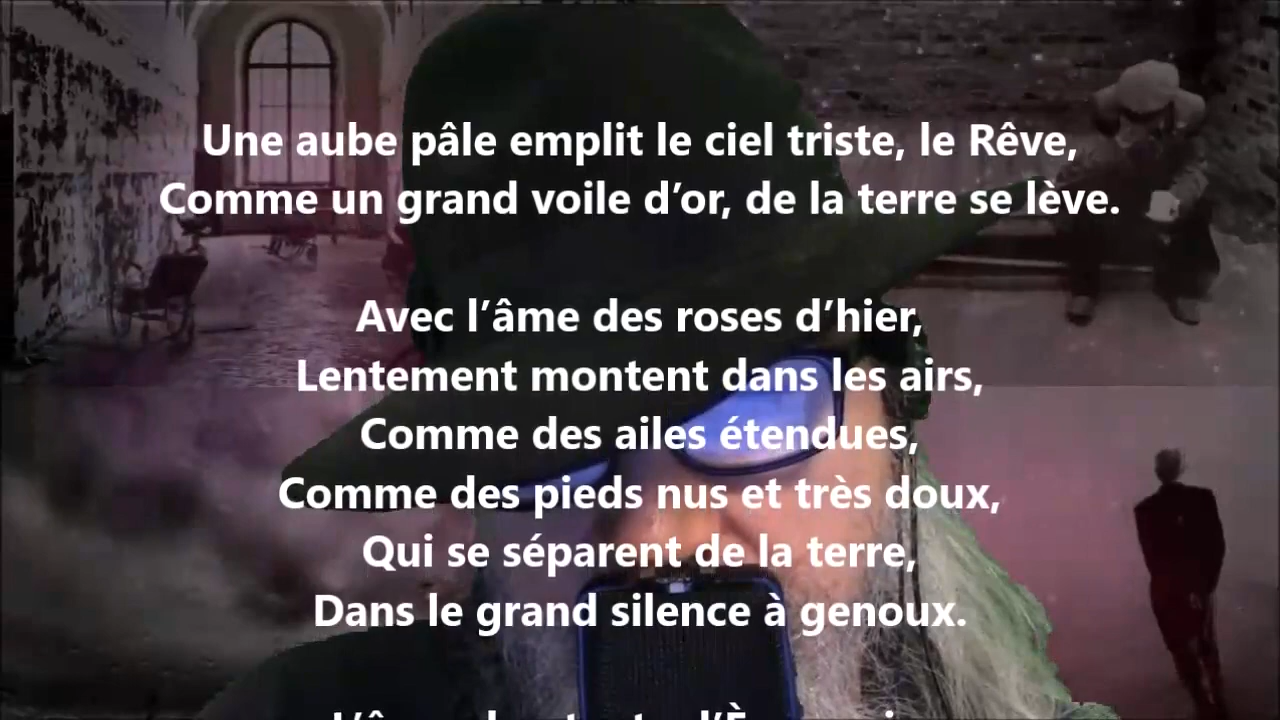 Une aube pâle emplit le ciel triste, le Rêve,
Comme un grand voile d’or, de la terre se lève.
Avec l’âme des roses d’hier,
Lentement montent dans les airs,
Comme des ailes étendues,
Comme des pieds nus et très doux,
Qui se séparent de la terre,
Dans le grand silence à genoux.